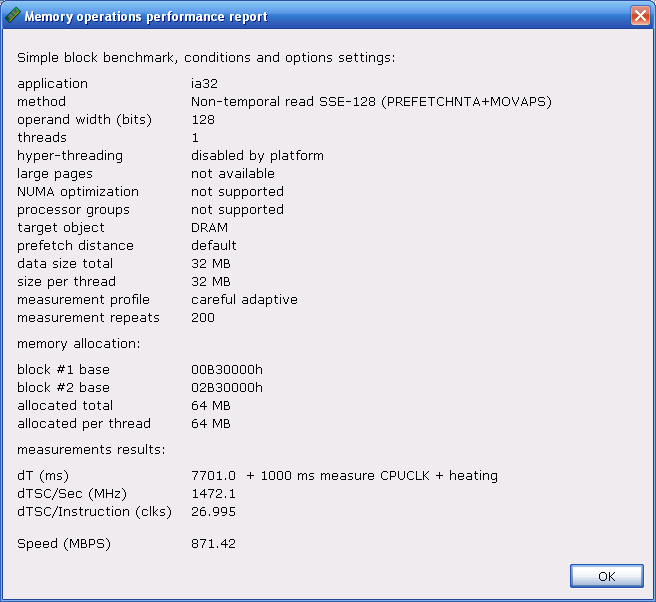 Memory operations performance report
Simple block benchmark, conditions and options settings:
application ia32
method Non-temporal read SSE-128 (PREFETCHNTA+MOVAPS)
operand width (bits) 128
threads 1
hyper-threading disabled by platform
large pages not available
NUMA optimization not supported
processor groups not supported
target object DRAM
prefetch distance default
data size total 32 MB
size per thread 32 MB
measurement profile careful adaptive
measurement repeats 200
memory allocation:
block #1 base 00B30000h
block #2 base 02B30000h
allocated total 64 MB
allocated per thread 64 MB
measurements results:
dT (ms) 7701.0 + 1000 ms measure CPUCLK + heating
dTSC/Sec (MHz) 1472.1
dTSC/Instruction (clks) 26.995
Speed (MBPS) 871.42
OK